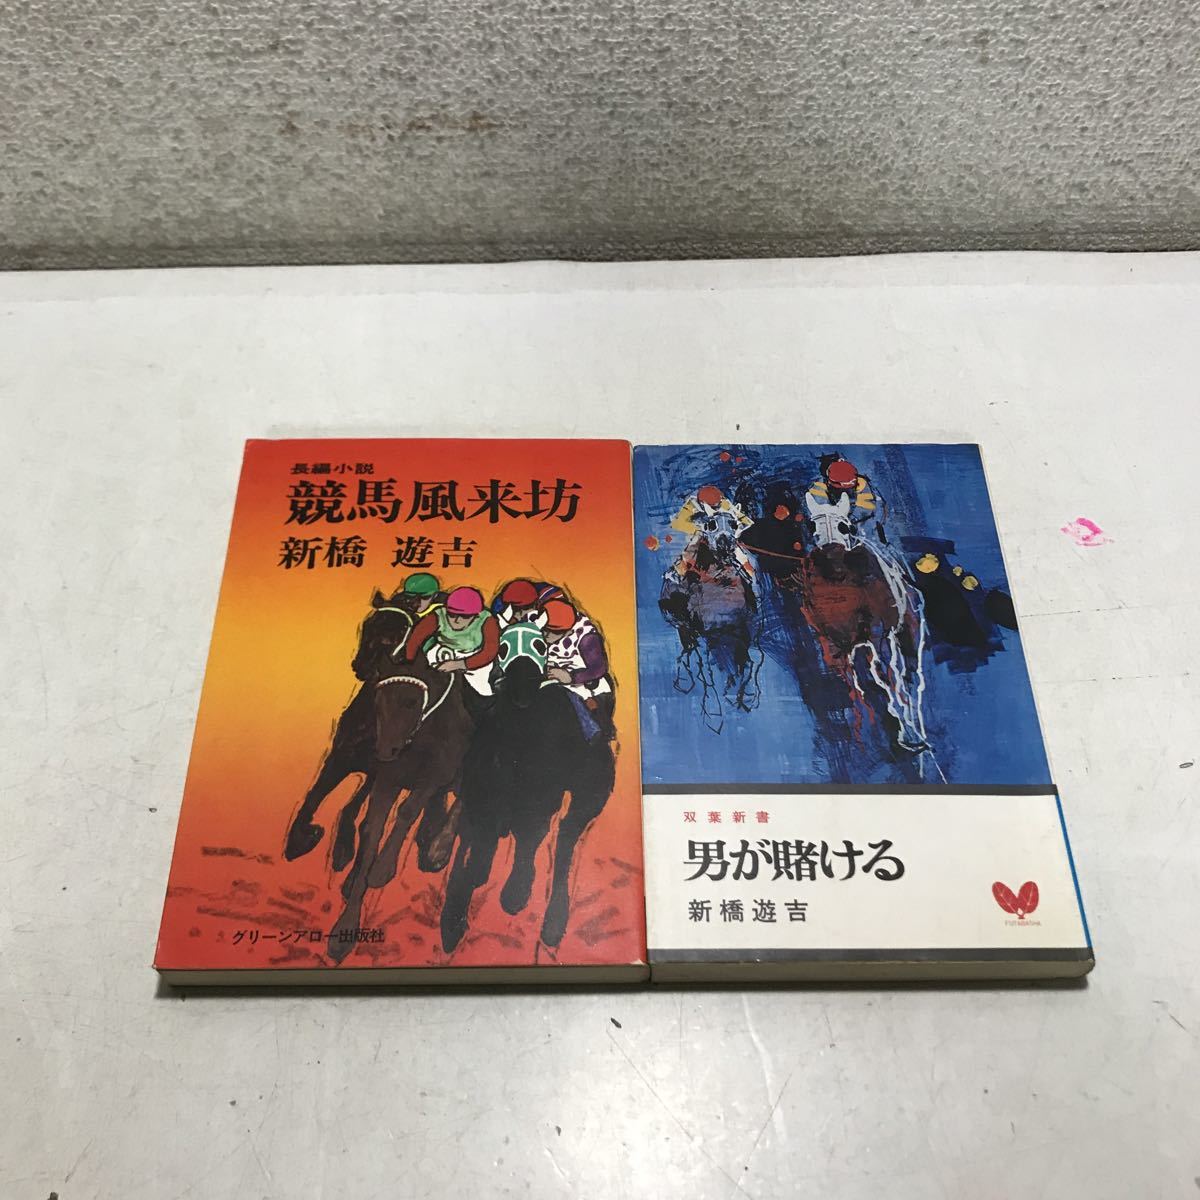 長編小説
競馬風来坊
新橋 遊吉
グリーンアロー出版社
双葉新書
男が賭ける
新橋遊吉
FUTABASHA